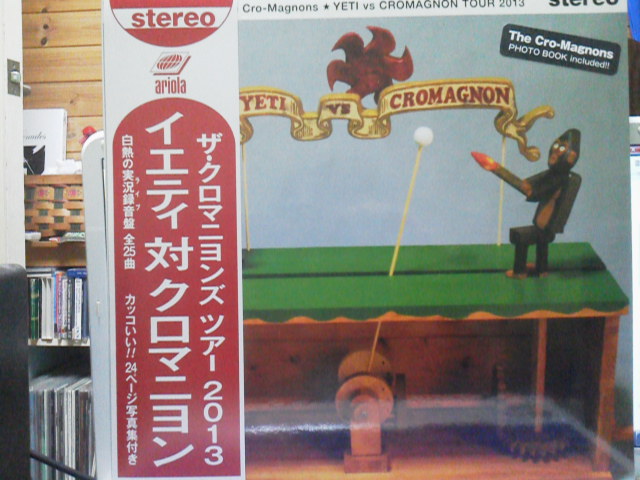 stereo
Cro-Magnons ★ YETI vs CROMAGNON TOUR 2013
stereo
The Cro-Magnons
PHOTO BOOK included!!
YETI VS CROMAGNON
ariola
ザ・クロマニヨンズ ツアー 2013
イエティ 対 クロマニヨン
ライブ
白熱の実況録音盤 全25曲 カッコいい!! 24ページ写真集付き